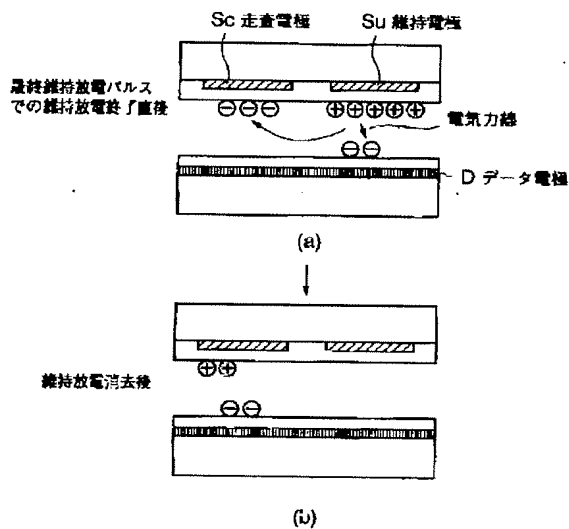 Sc 走査電極
Su 維持電極
最終維持放電パルス
での維持放電終了直後
電気力線
D データ電極
(a)
維持放電消去後
(b)